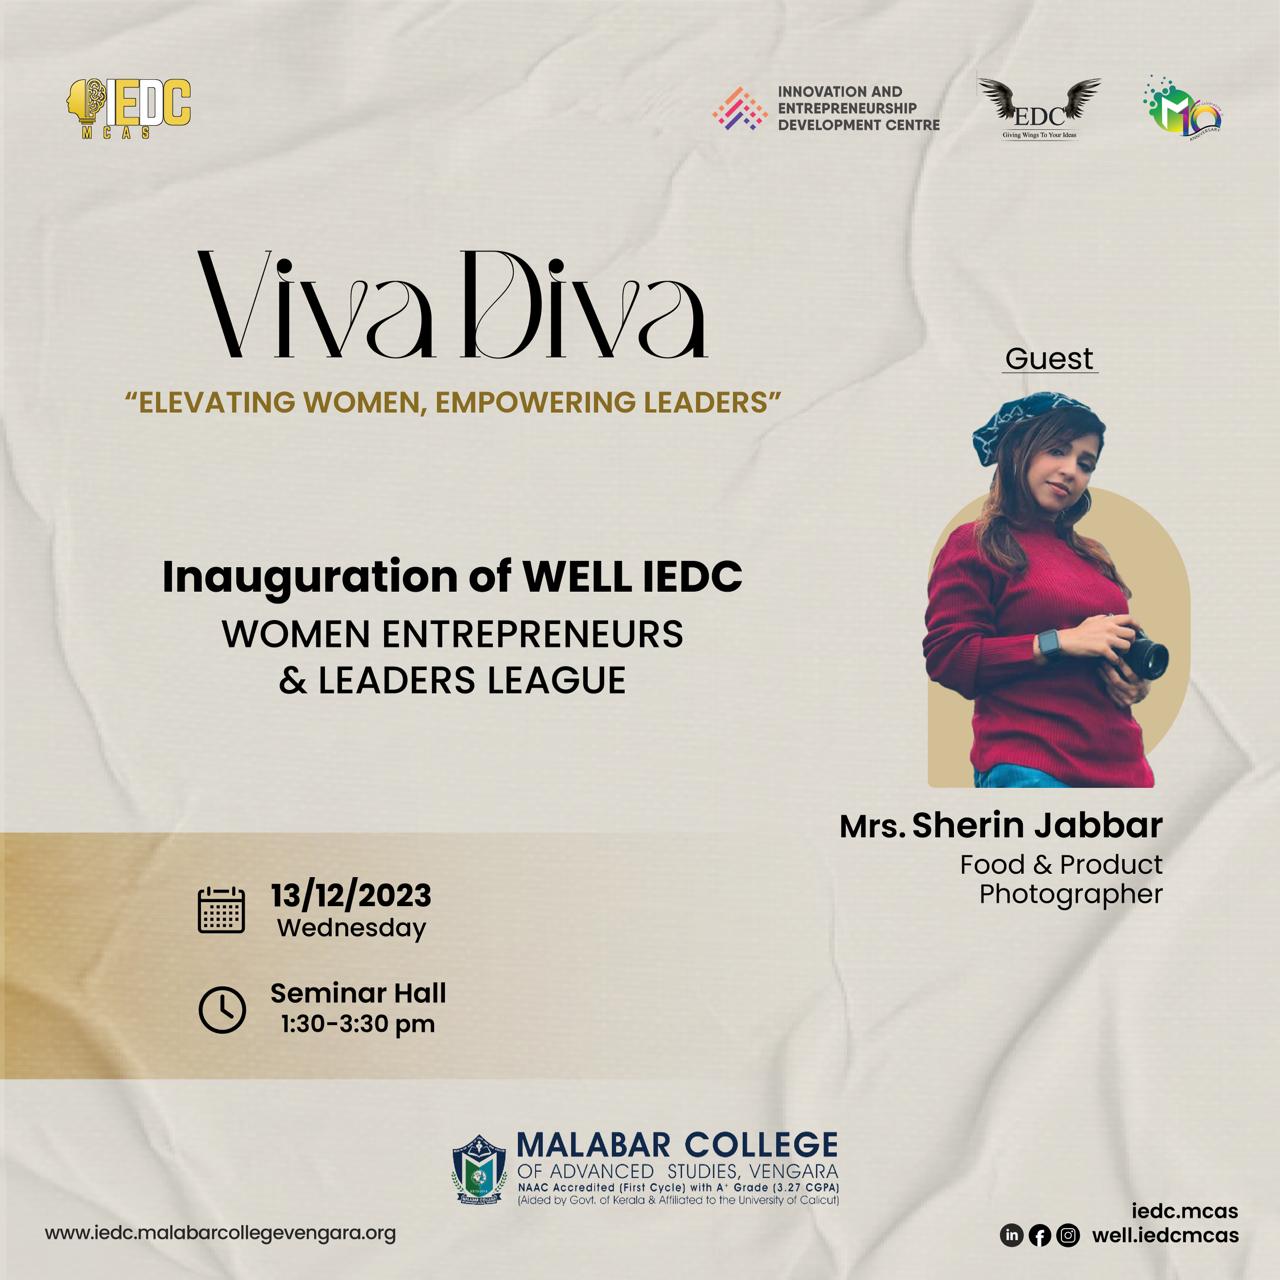 IEDC
MCAS
INNOVATION AND
ENTREPRENEURSHIP
DEVELOPMENT CENTRE
EDC
Giving Wings To Your Ideas
M10
ANNIVERSARY
Viva Diva
“ELEVATING WOMEN, EMPOWERING LEADERS”
Guest
Inauguration of WELL IEDC
WOMEN ENTREPRENEURS
& LEADERS LEAGUE
Mrs. Sherin Jabbar
Food & Product
Photographer
13/12/2023
Wednesday
Seminar Hall
1:30-3:30 pm
MALABAR COLLEGE
OF ADVANCED STUDIES, VENGARA
NAAC Accredited (First Cycle) with A+ Grade (3.27 CGPA)
(Aided by Govt. of Kerala & Affiliated to the University of Calicut)
www.iedc.malabarcollegevengara.org
iedc.mcas
well.iedcmcas